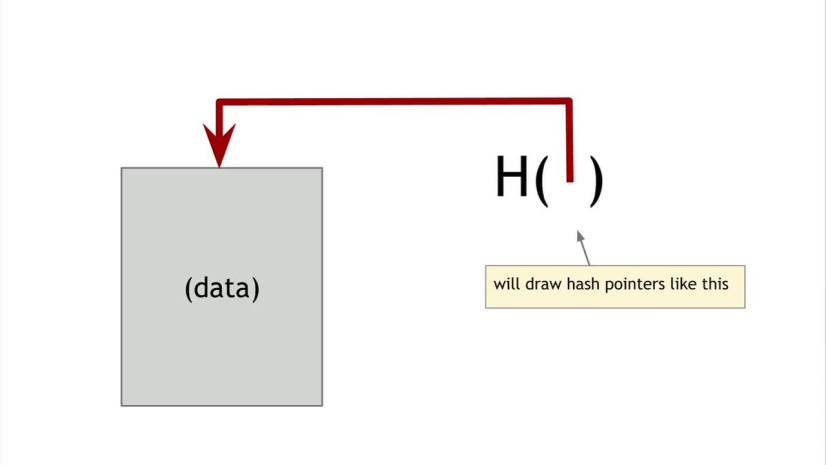 H( )
(data)
will draw hash pointers like this